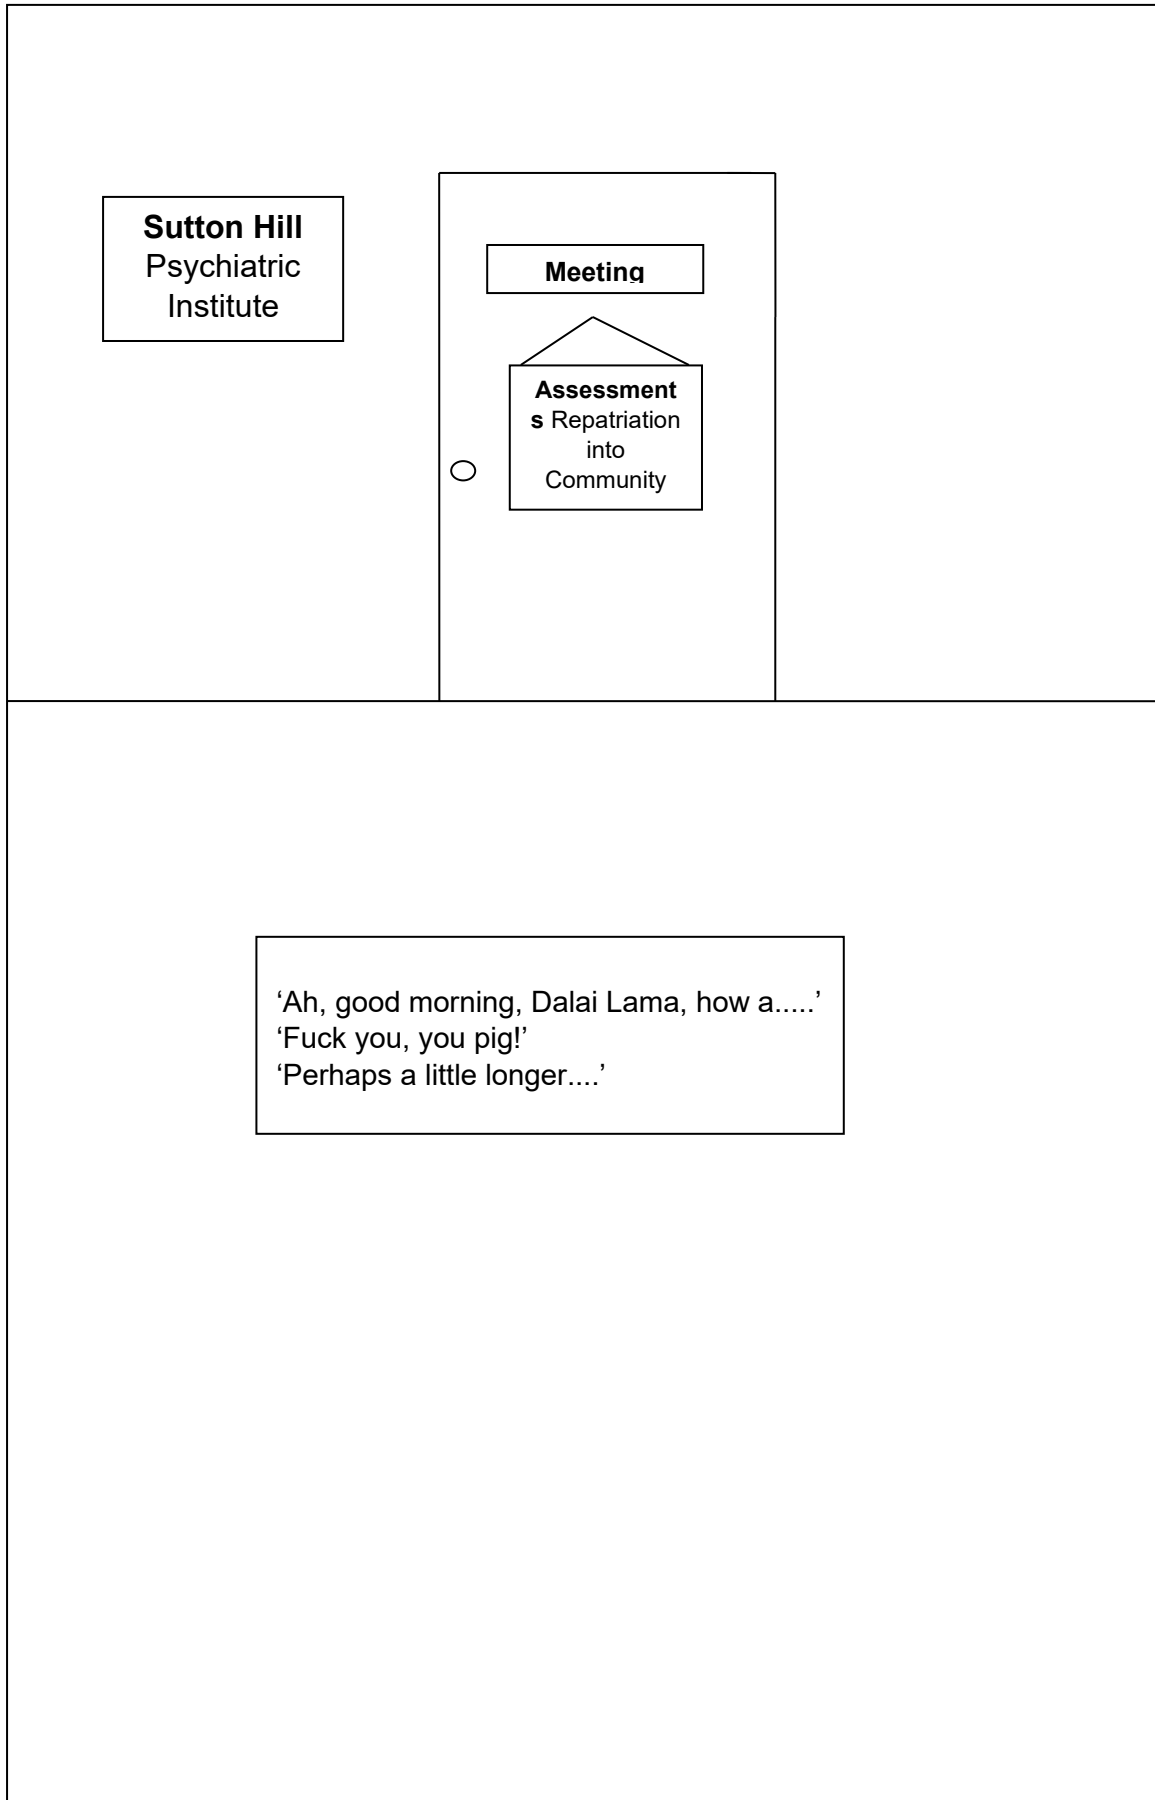 Sutton Hill
Psychiatric
Institute
Meeting
Assessment
s Repatriation
into
Community
‘Ah, good morning, Dalai Lama, how a.....’
‘Fuck you, you pig!’
‘Perhaps a little longer....’